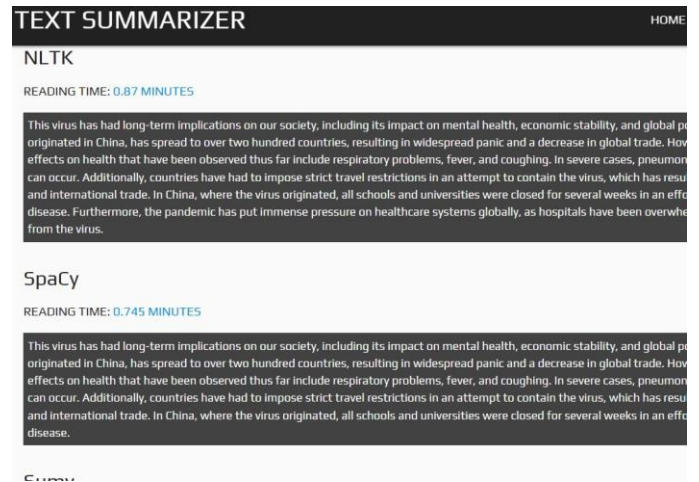 TEXT SUMMARIZER
HOME
NLTK
READING TIME: 0.87 MINUTES
This virus has had long-term implications on our society, including its impact on mental health, economic stability, and global
originated in China, has spread to over two hundred countries, resulting in widespread panic and a decrease in global trade.
effects on health that have been observed thus far include respiratory problems, fever, and coughing. In severe cases,
can occur. Additionally, countries have had to impose strict travel restrictions in an attempt to contain the virus, which has
and international trade. In China, where the virus originated, all schools and universities were closed for several weeks in an
disease. Furthermore, the pandemic has put immense pressure on healthcare systems globally, as hospitals have been
from the virus.
SpaCy
READING TIME: 0.745 MINUTES
This virus has had long-term implications on our society, including its impact on mental health, economic stability, and global
originated in China, has spread to over two hundred countries, resulting in widespread panic and a decrease in global trade.
effects on health that have been observed thus far include respiratory problems, fever, and coughing. In severe cases,
can occur. Additionally, countries have had to impose strict travel restrictions in an attempt to contain the virus, which has
and international trade. In China, where the virus originated, all schools and universities were closed for several weeks in an
disease.